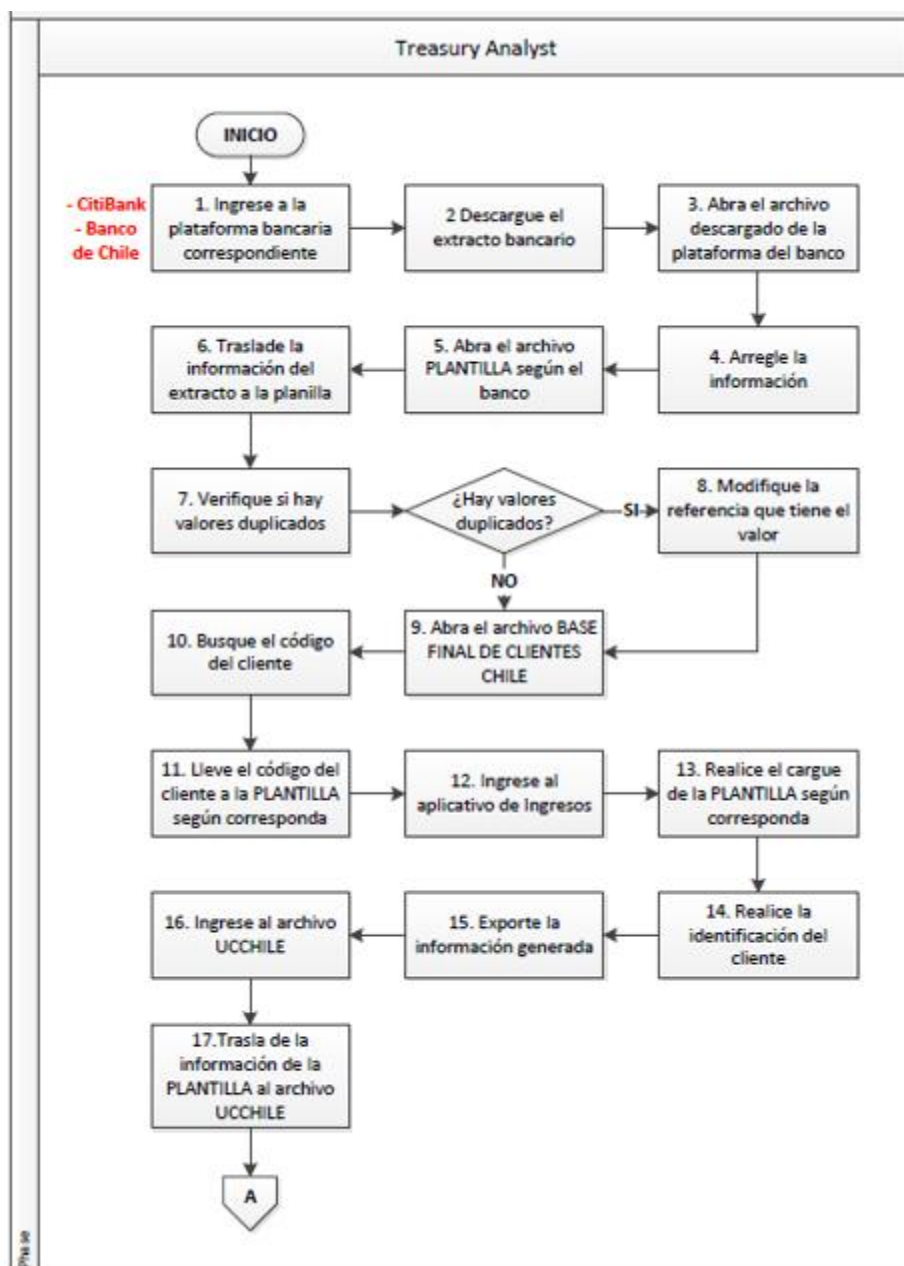 Treasury Analyst
INICIO
- CitiBank
- Banco
de Chile
1. Ingrese a la
plataforma bancaria
correspondiente
2 Descargue el
extracto bancario
3. Abra el archivo
descargado de la
plataforma del banco
4. Arregle la
información
5. Abra el archivo
PLANTILLA según el
banco
6. Traslade la
información del
extracto a la planilla
7. Verifique si hay
valores duplicados
¿Hay valores
duplicados?
SI
8. Modifique la
referencia que tiene el
valor
NO
9. Abra el archivo BASE
FINAL DE CLIENTES
CHILE
10. Busque el código
del cliente
11. Lleve el código del
cliente a la PLANTILLA
según corresponda
12. Ingrese al
aplicativo de Ingresos
13. Realice el cargue
de la PLANTILLA según
corresponda
14. Realice la
identificación del
cliente
15. Exporte la
información generada
16. Ingrese al archivo
UCCHILE
17.Trasla de la
información de la
PLANTILLA al archivo
UCCHILE
A
Phase